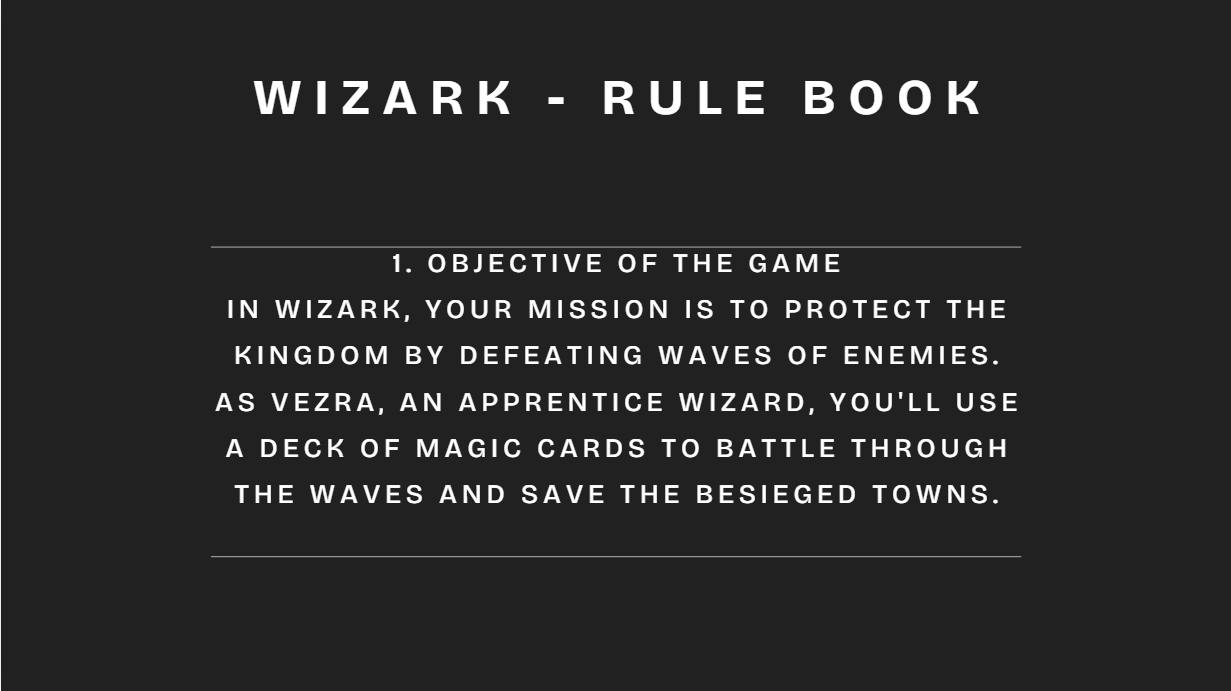 WIZARK - RULE BOOK
1. OBJECTIVE OF THE GAME
IN WIZARK, YOUR MISSION IS TO PROTECT THE
KINGDOM BY DEFEATING WAVES OF ENEMIES.
AS VEZRA, AN APPRENTICE WIZARD, YOU'LL USE
A DECK OF MAGIC CARDS TO BATTLE THROUGH
THE WAVES AND SAVE THE BESIEGED TOWNS.